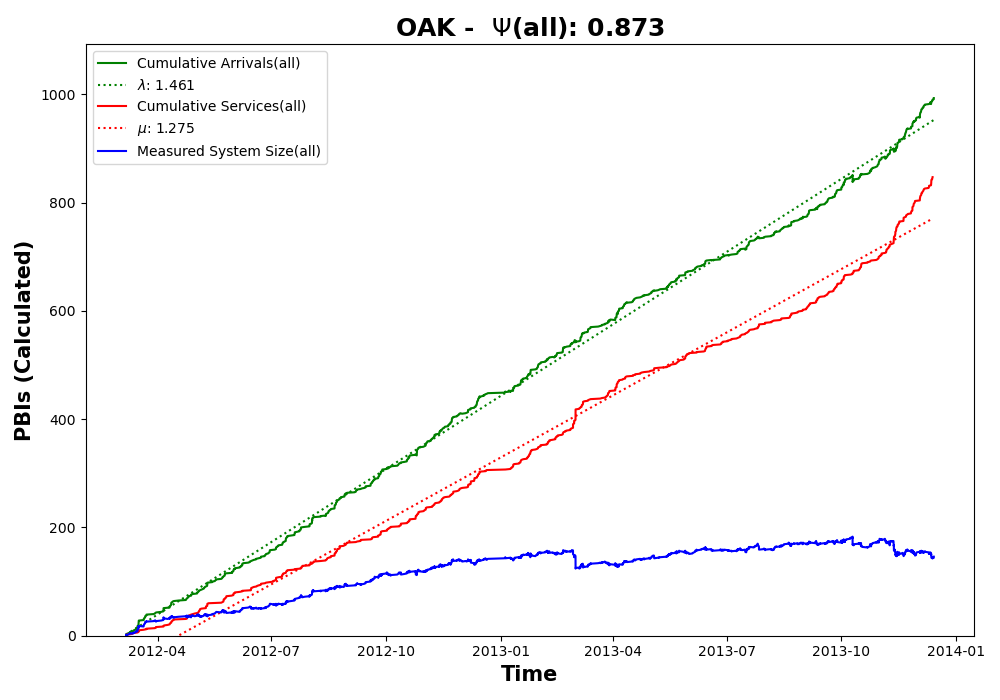 OAK -  Ψ(all): 0.873
Cumulative Arrivals(all)
λ: 1.461
Cumulative Services(all)
μ: 1.275
Measured System Size(all)
PBIs (Calculated)
1000
800
600
400
200
0
2012-04 2012-07 2012-10 2013-01 2013-04 2013-07 2013-10 2014-01
Time